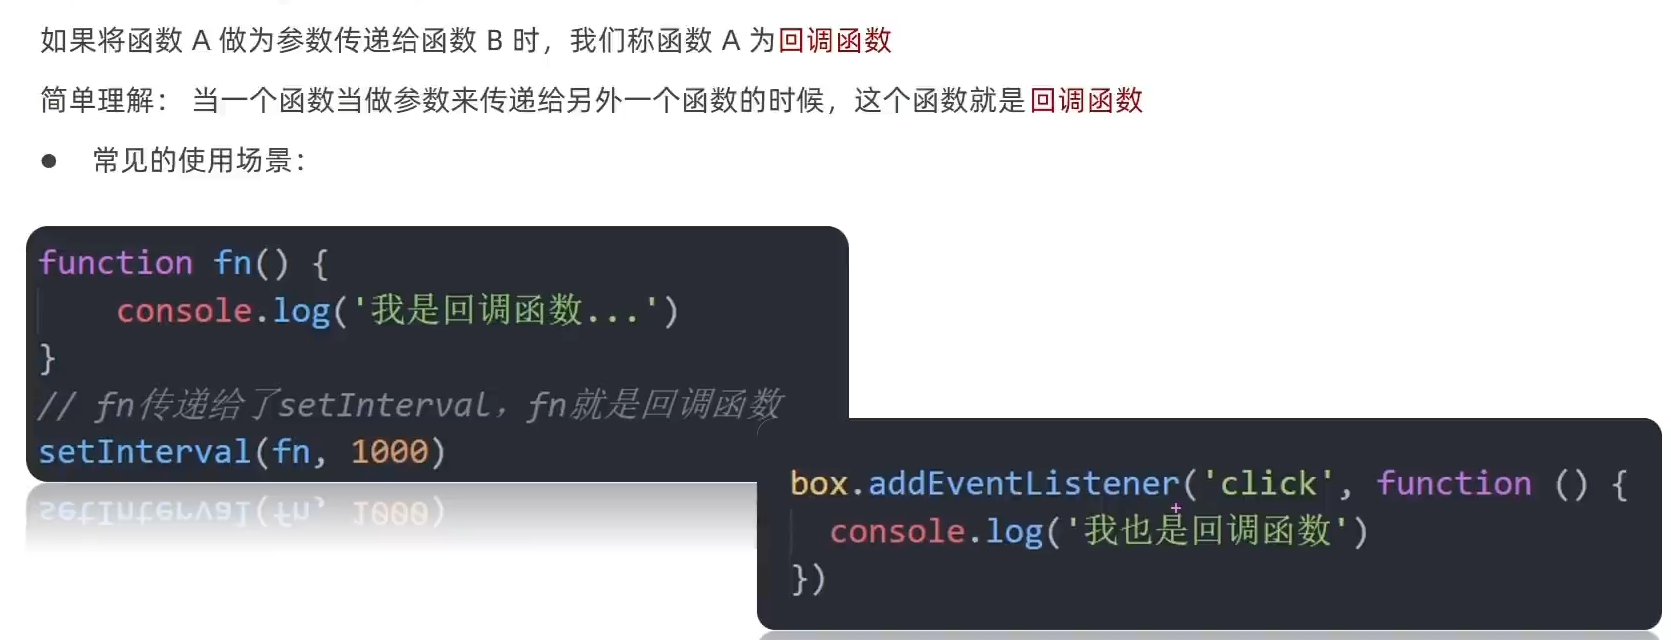 如果将函数 A 做为参数传递给函数 B 时，我们称函数 A 为回调函数
简单理解： 当一个函数当做参数来传递给另外一个函数的时候，这个函数就是回调函数
● 常见的使用场景：
function fn() {
    console.log('我是回调函数...')
}
// fn传递给了setInterval，fn就是回调函数
setInterval(fn, 1000)
box.addEventListener('click', function () {
  console.log('我也是回调函数')
})